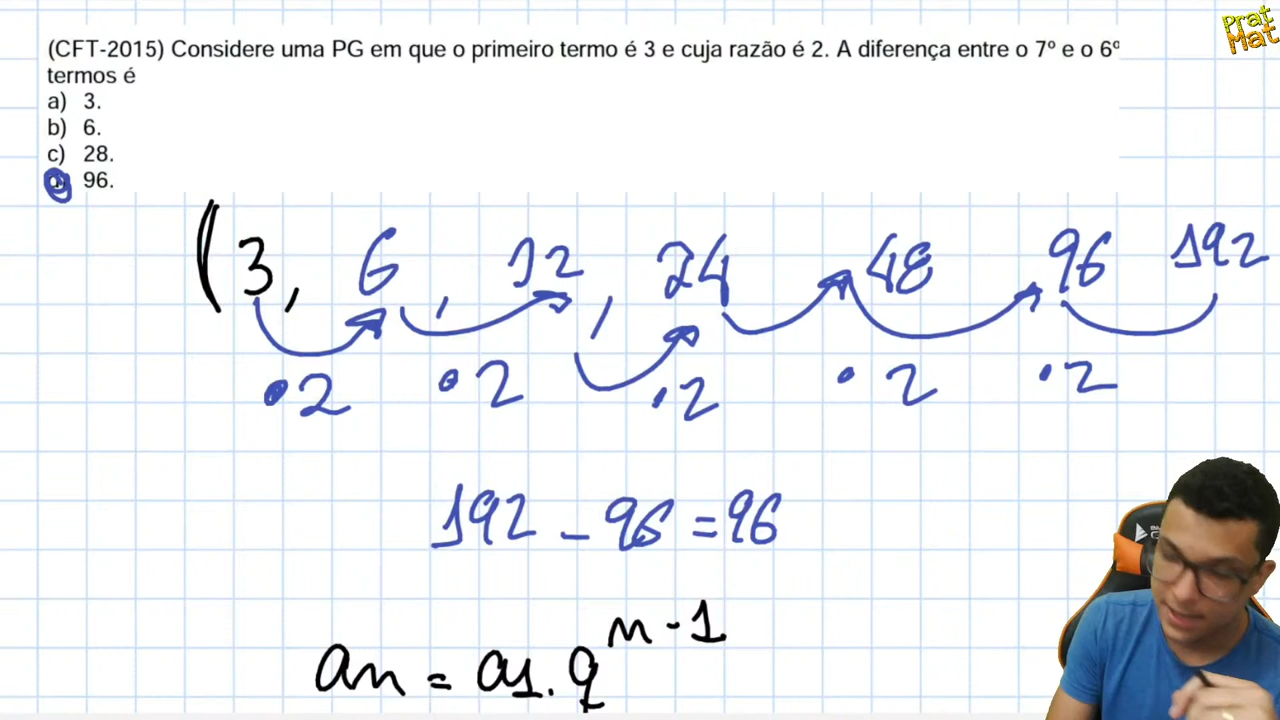 Prat
Mat
(CFT-2015) Considere uma PG em que o primeiro termo é 3 e cuja razão é 2. A diferença entre o 7º e o 6º
termos é
a) 3.
b) 6.
c) 28.
96.
(3, 6, 12, 24 48 96 192
•2 •2 •2 •2 •2
192 - 96 = 96
an = a1 . q^n-1